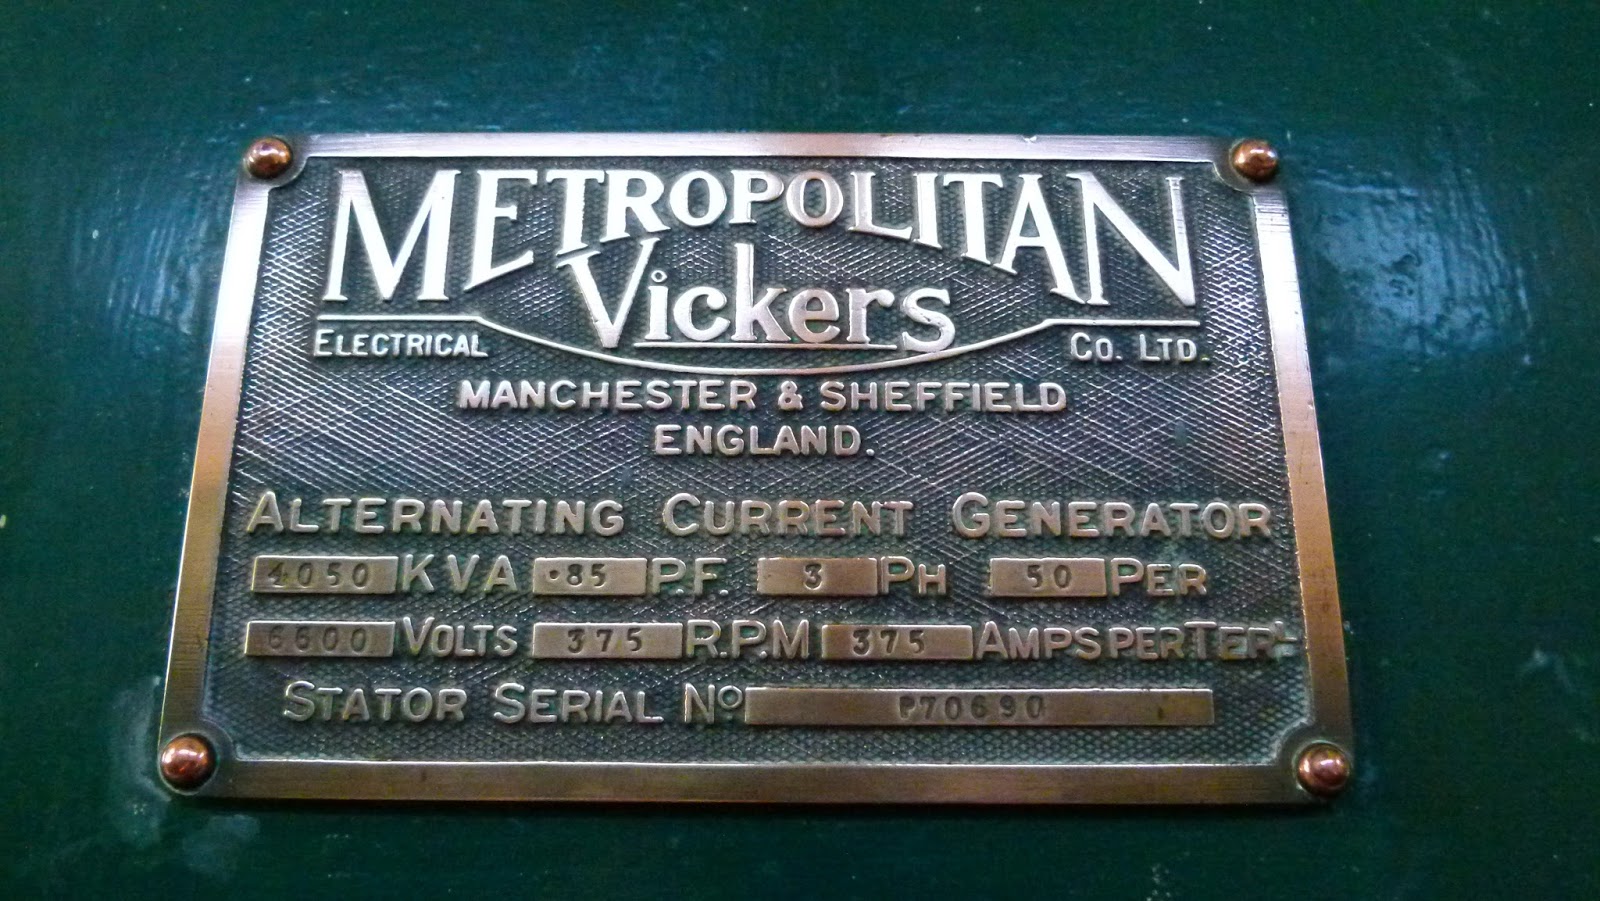 METROPOLITAN
Vickers
ELECTRICAL CO. LTD.
MANCHESTER & SHEFFIELD
ENGLAND.
ALTERNATING CURRENT GENERATOR
4050 KVA .85 P.F. 3 PH 50 PER
6600 VOLTS 375 R.P.M 375 AMPS PER TERL
STATOR SERIAL No P70690